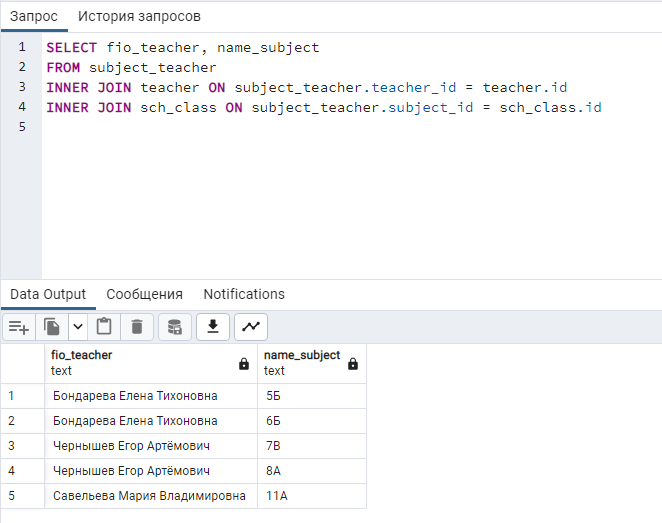 Запрос История запросов
1 SELECT fio_teacher, name_subject
2 FROM subject_teacher
3 INNER JOIN teacher ON subject_teacher.teacher_id = teacher.id
4 INNER JOIN sch_class ON subject_teacher.subject_id = sch_class.id
5
Data Output Сообщения Notifications
fio_teacher name_subject
text text
1 Бондарева Елена Тихоновна 5Б
2 Бондарева Елена Тихоновна 6Б
3 Чернышев Егор Артёмович 7В
4 Чернышев Егор Артёмович 8А
5 Савельева Мария Владимировна 11А